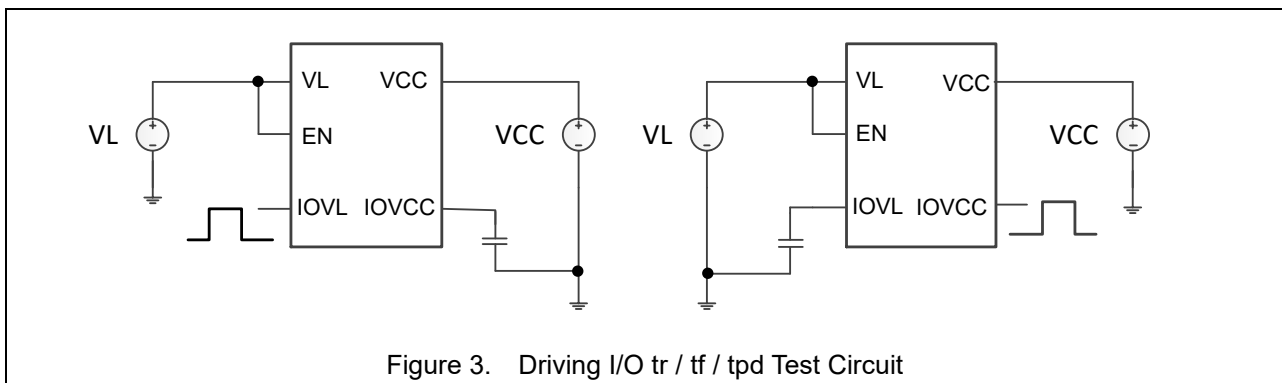 VL VCC
VL EN VCC
IOVL IOVCC
VL VCC
VL EN VCC
IOVL IOVCC
Figure 3. Driving I/O tr / tf / tpd Test Circuit